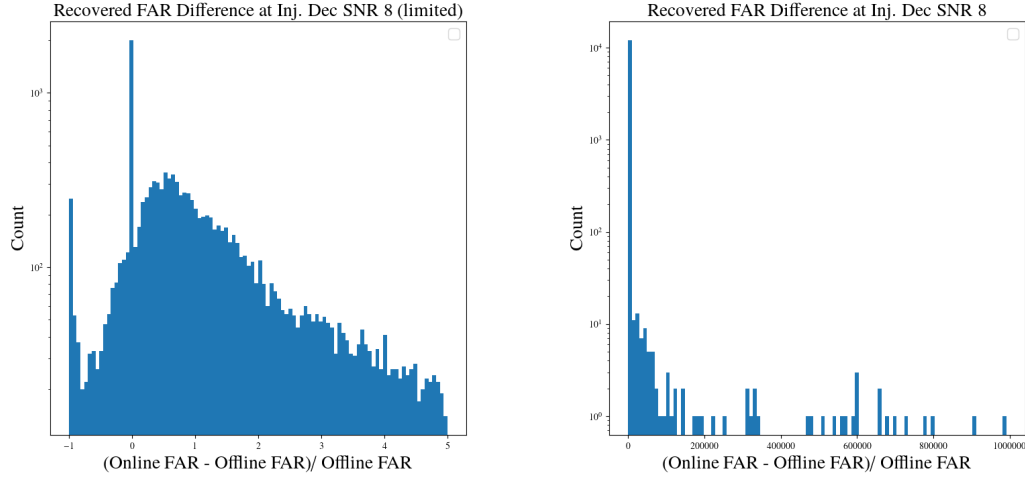 Recovered FAR Difference at Inj. Dec SNR 8 (limited)
10³
10²
Count
−1 0 1 2 3 4 5
(Online FAR - Offline FAR)/ Offline FAR
Recovered FAR Difference at Inj. Dec SNR 8
10⁴
10³
10²
10¹
10⁰
Count
0 200000 400000 600000 800000 1000000
(Online FAR - Offline FAR)/ Offline FAR